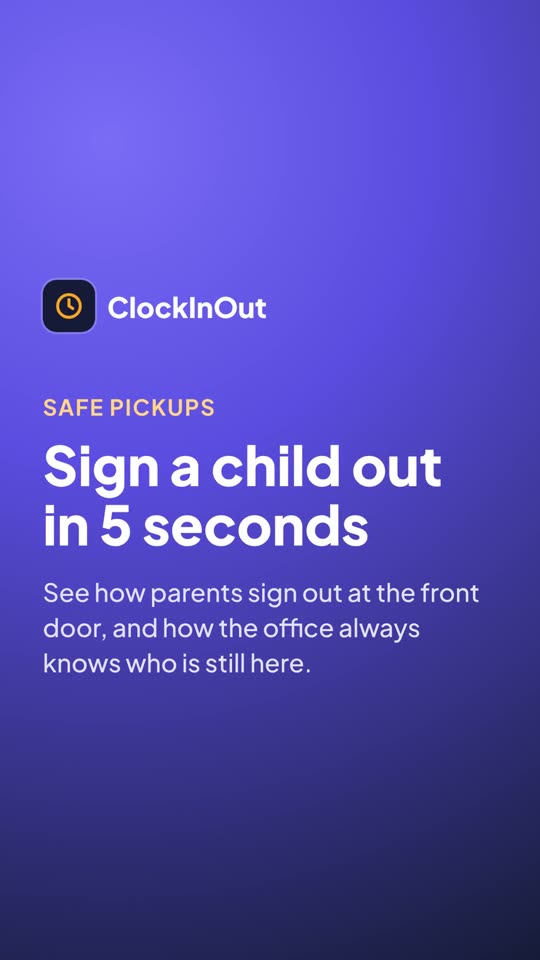 ClockInOut
SAFE PICKUPS
Sign a child out
in 5 seconds
See how parents sign out at the front
door, and how the office always
knows who is still here.